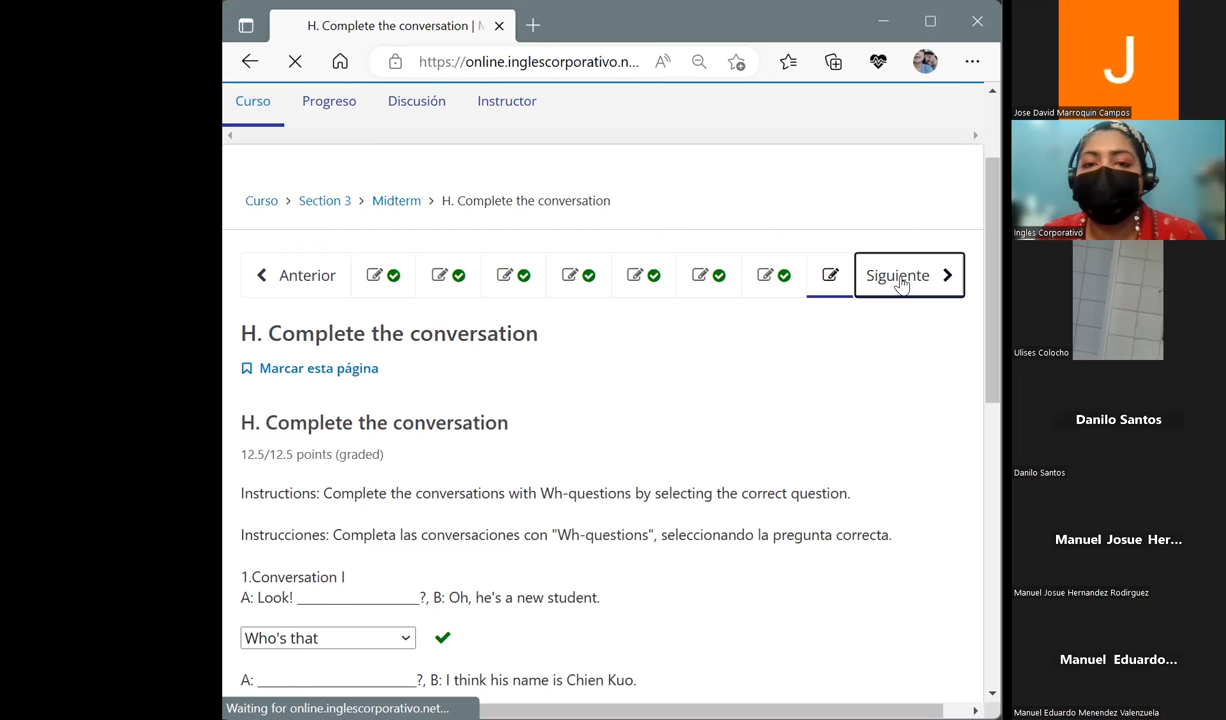 H. Complete the conversation | M
https://online.inglescorporativo.n...
Curso
Progreso
Discusión
Instructor
Curso > Section 3 > Midterm > H. Complete the conversation
Anterior
Siguiente
H. Complete the conversation
Marcar esta página
H. Complete the conversation
12.5/12.5 points (graded)
Instructions: Complete the conversations with Wh-questions by selecting the correct question.
Instrucciones: Completa las conversaciones con "Wh-questions", seleccionando la pregunta correcta.
1.Conversation I
A: Look! ________________?, B: Oh, he's a new student.
Who's that
A: _____________________?, B: I think his name is Chien Kuo.
Waiting for online.inglescorporativo.net...
J
Jose David Marroquin Campos
Ingles Corporativo
Ulises Colocho
Danilo Santos
Danilo Santos
Manuel Josue Her...
Manuel Josue Hernandez Rodirguez
Manuel Eduardo...
Manuel Eduardo Menendez Valenzuela